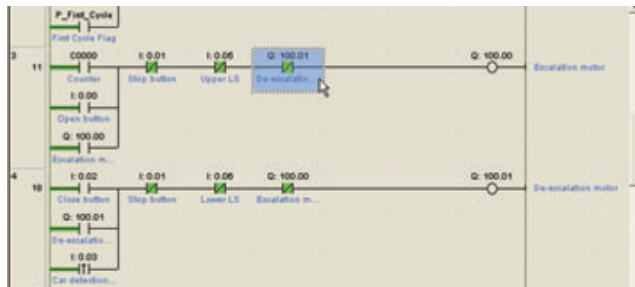 P_First_Cycle
First Cycle Flag
3
11
C0000
I: 0.01
I: 0.05
Q: 100.01
Q: 100.00
Counter
Stop button
Upper LS
De-escalatio...
Escalation motor
I: 0.00
Open button
Q: 100.00
Escalation m...
4
18
I: 0.02
I: 0.01
I: 0.06
Q: 100.00
Q: 100.01
Close button
Stop button
Lower LS
Escalation m...
De-escalation motor
Q: 100.01
De-escalatio...
I: 0.03
Car detection...